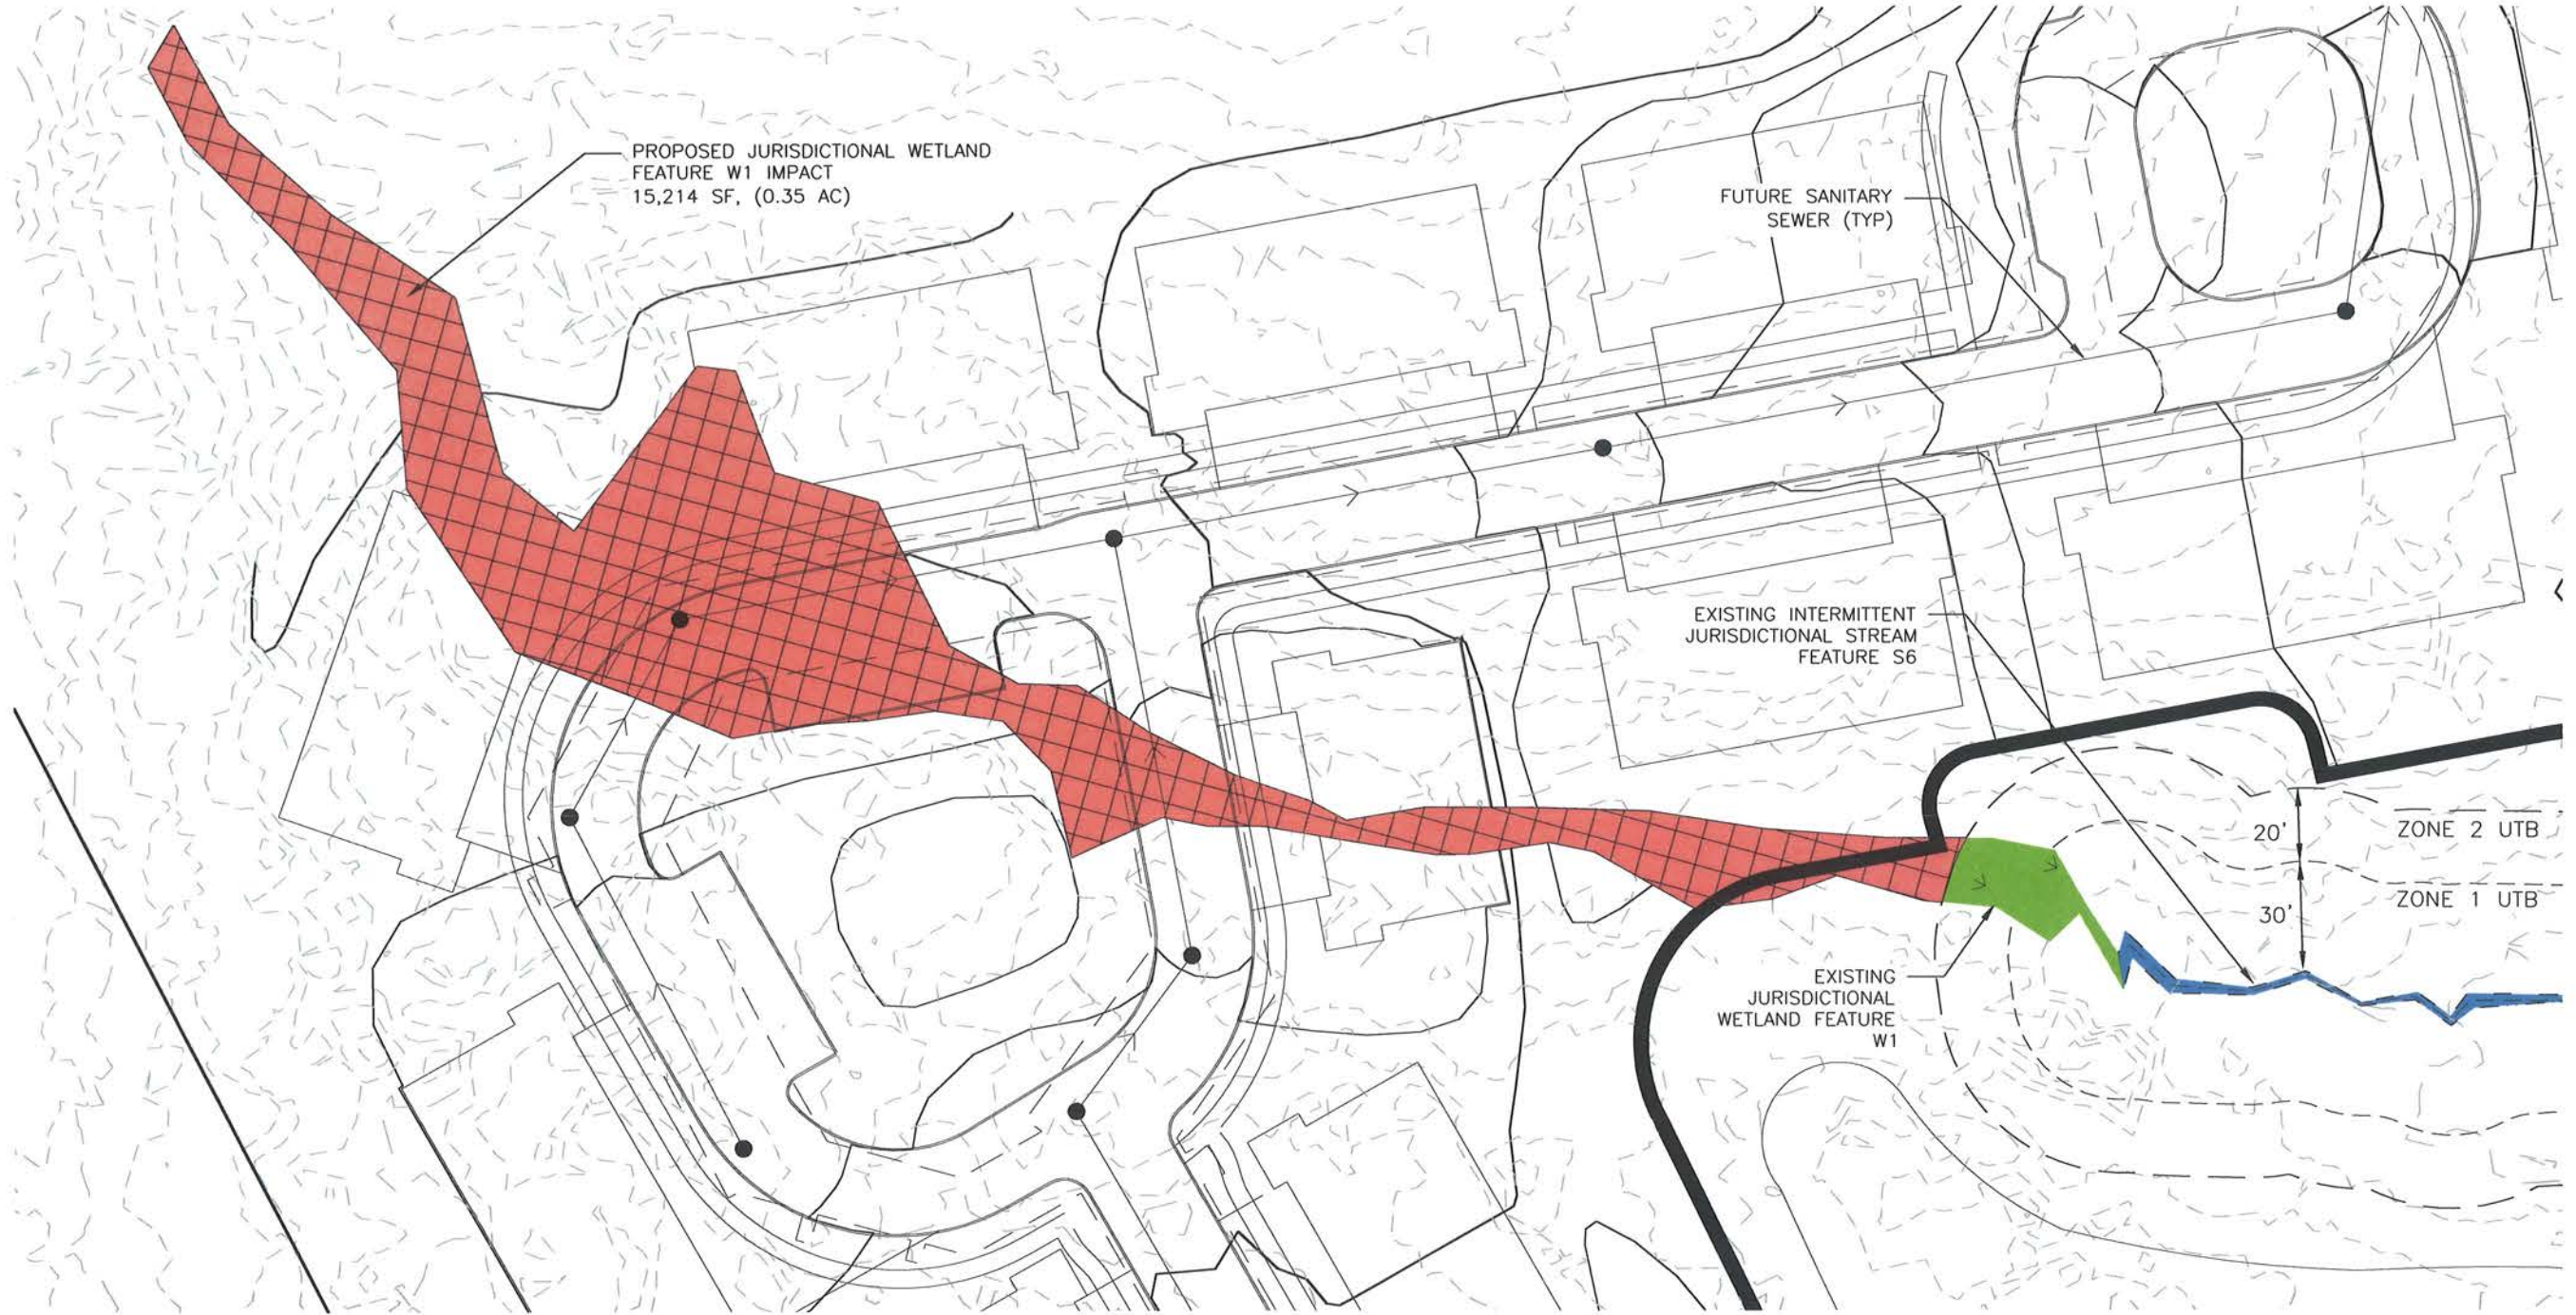 PROPOSED JURISDICTIONAL WETLAND
FEATURE W1 IMPACT
15,214 SF, (0.35 AC)
FUTURE SANITARY
SEWER (TYP)
EXISTING INTERMITTENT
JURISDICTIONAL STREAM
FEATURE S6
20'
ZONE 2 UTB
30'
ZONE 1 UTB
EXISTING
JURISDICTIONAL
WETLAND FEATURE
W1